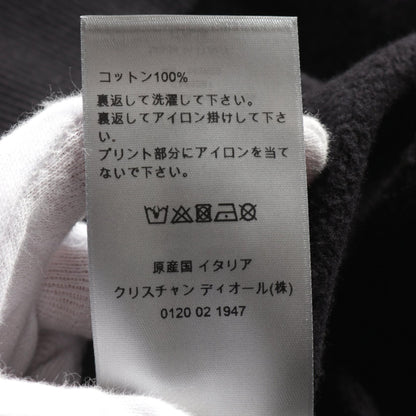 コットン100%
裏返して洗濯して下さい。
裏返してアイロン掛けして下さ
い。
プリント部分にアイロンを当て
ないで下さい。
原産国 イタリア
クリスチャン ディオール(株)
0120 02 1947